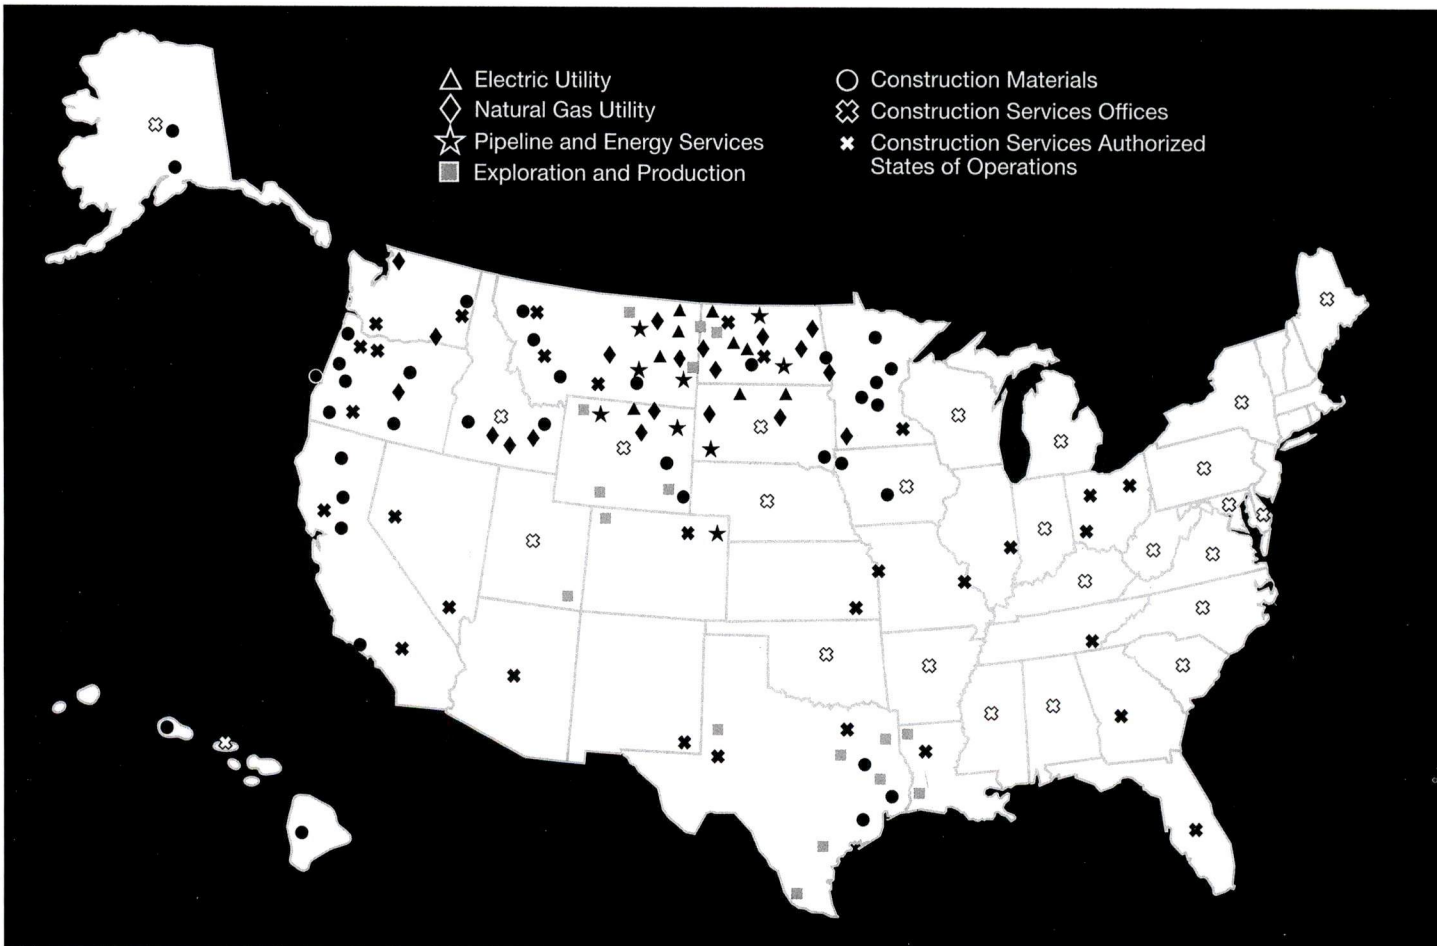 Electric Utility
Natural Gas Utility
Pipeline and Energy Services
Exploration and Production
Construction Materials
Construction Services Offices
Construction Services Authorized
States of Operations